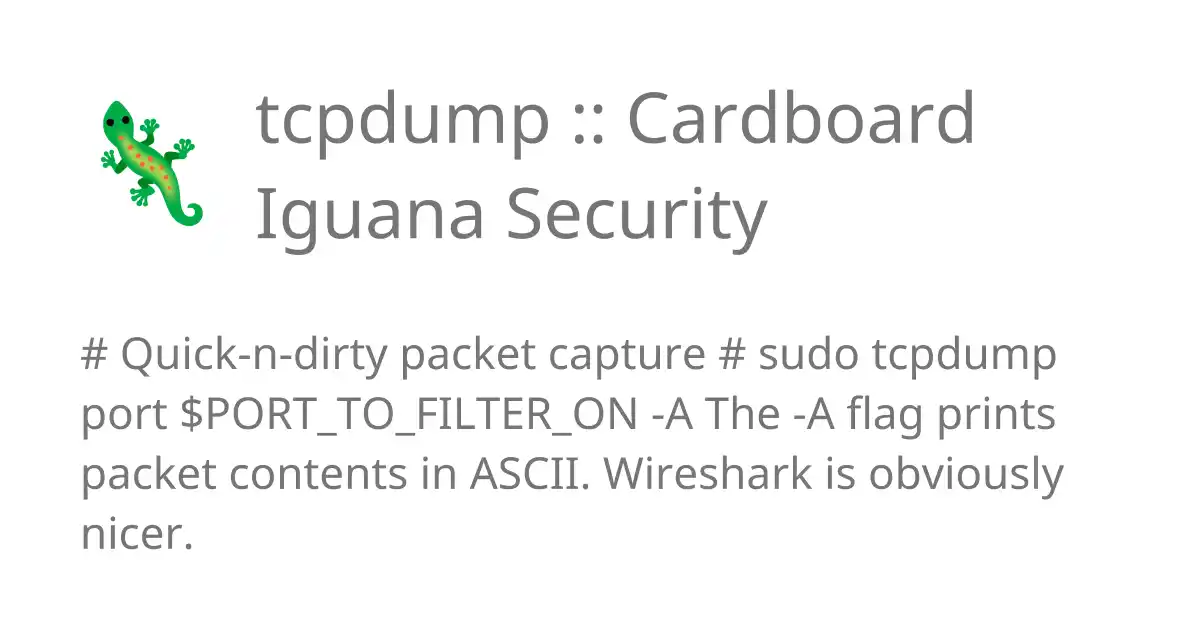 tcpdump :: Cardboard
Iguana Security
# Quick-n-dirty packet capture # sudo tcpdump
port $PORT_TO_FILTER_ON -A The -A flag prints
packet contents in ASCII. Wireshark is obviously
nicer.